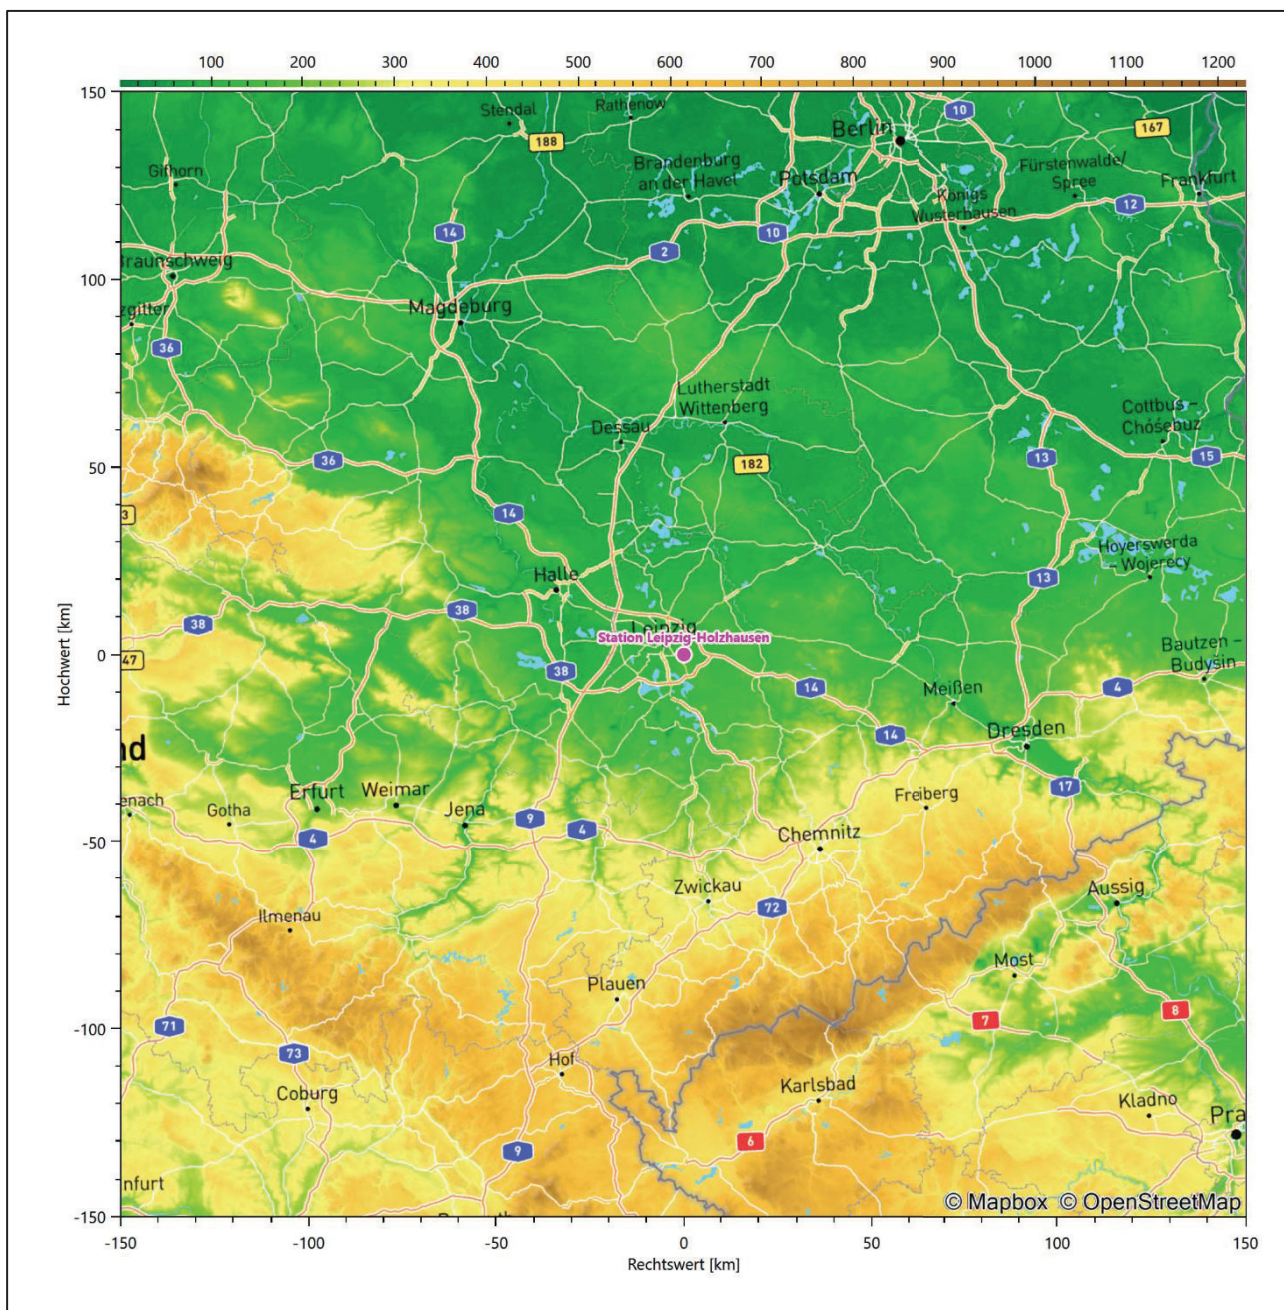 100 200 300 400 500 600 700 800 900 1000 1100 1200
150
100
50
0
-50
-100
-150
Hochwert [km]
Stendal
Rathenow
188
Berlin
10
167
Gifhorn
Brandenburg
an der Havel
Potsdam
Fürstenwalde/
Spree
Frankfurt
Königs
Wusterhausen
12
14
10
2
Braunschweig
Magdeburg
zgitter
36
Lutherstadt
Wittenberg
Cottbus –
Chóśebuz
Dessau
36
182
13
15
3
14
Hoyerswerda
– Wojerecy
Halle
13
38
38
Leipzig
Station Leipzig-Holzhausen
47
38
14
Meißen
4
Bautzen –
Budyšin
14
Dresden
nd
enach
Gotha
Erfurt
Weimar
Jena
Freiberg
17
4
9
4
Chemnitz
Zwickau
72
Aussig
Ilmenau
Most
Plauen
71
7
8
73
Hof
Coburg
Karlsbad
Kladno
Pra
6
9
nfurt
© Mapbox © OpenStreetMap
-150 -100 -50 0 50 100 150
Rechtswert [km]